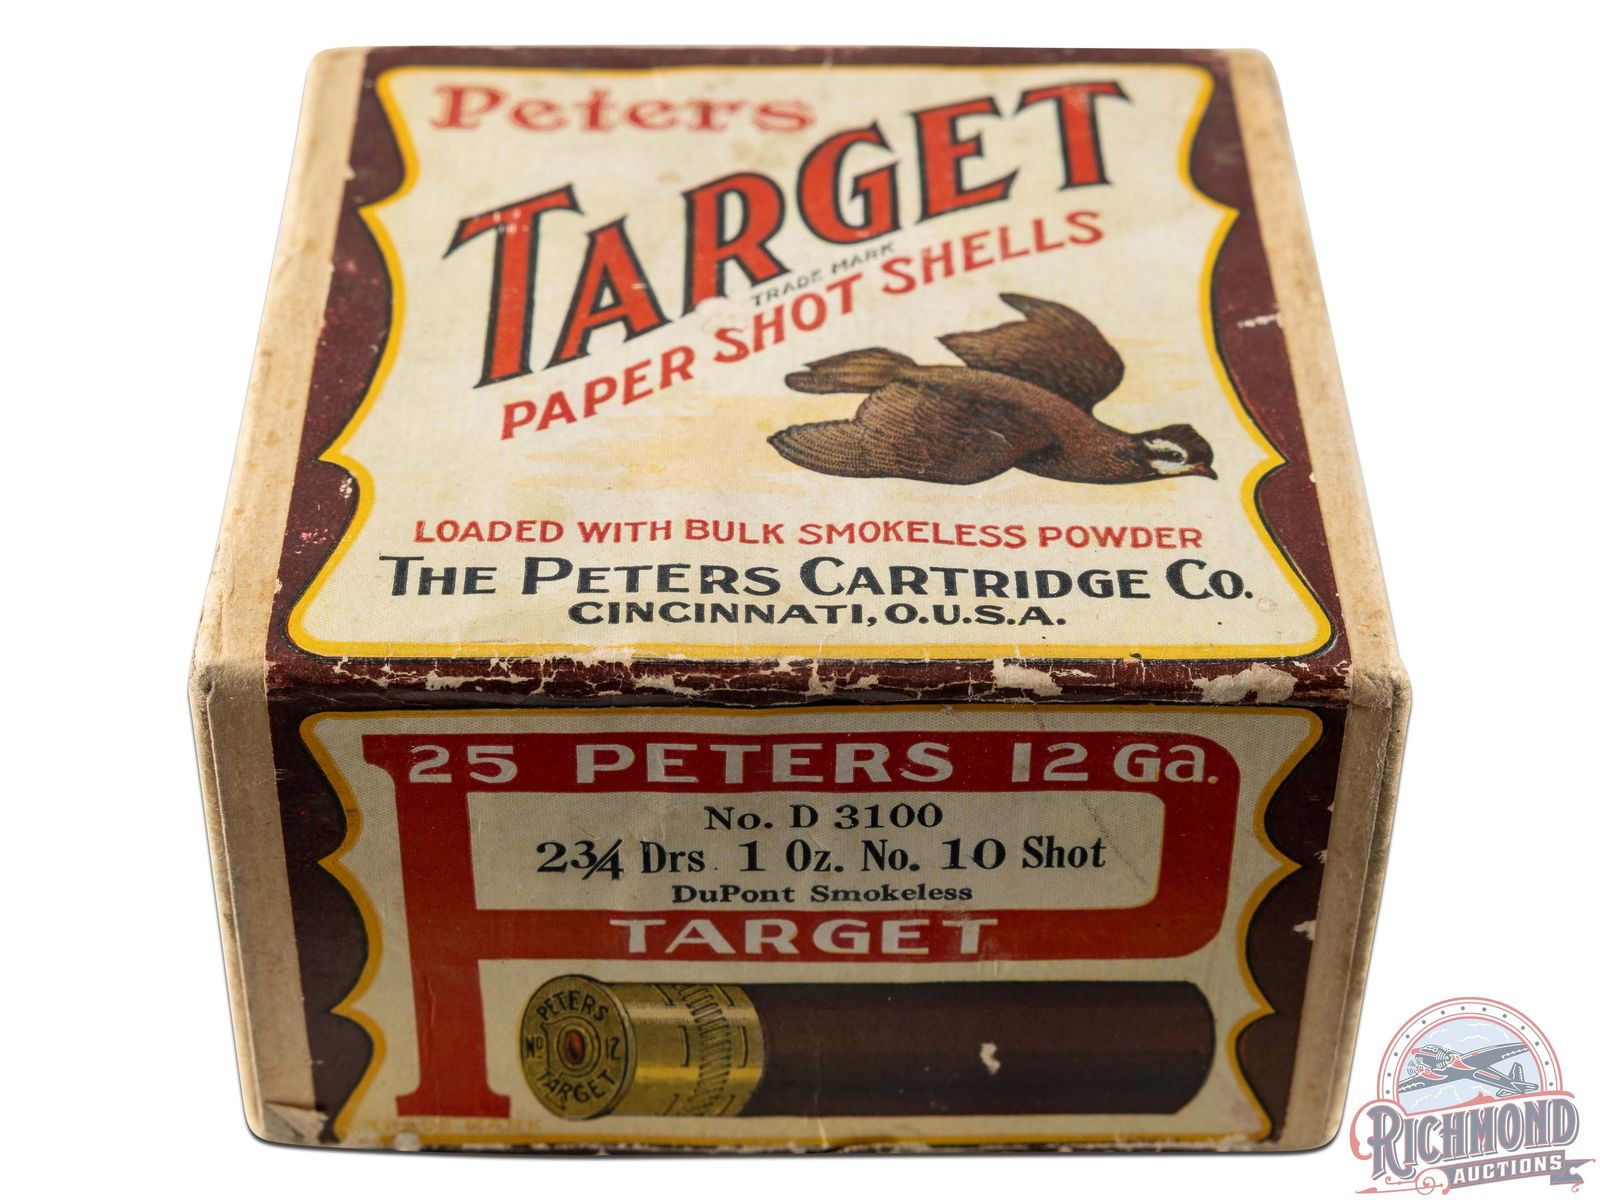 Peters
TARGET
TRADE MARK
PAPER SHOT SHELLS
LOADED WITH BULK SMOKELESS POWDER
THE PETERS CARTRIDGE CO.
CINCINNATI, O.U.S.A.
25 PETERS 12 Ga.
No. D 3100
2¾ Drs. 1 Oz. No. 10 Shot
DuPont Smokeless
TARGET
PETERS
No 12
TARGET
TRADE MARK
RICHMOND
AUCTIONS